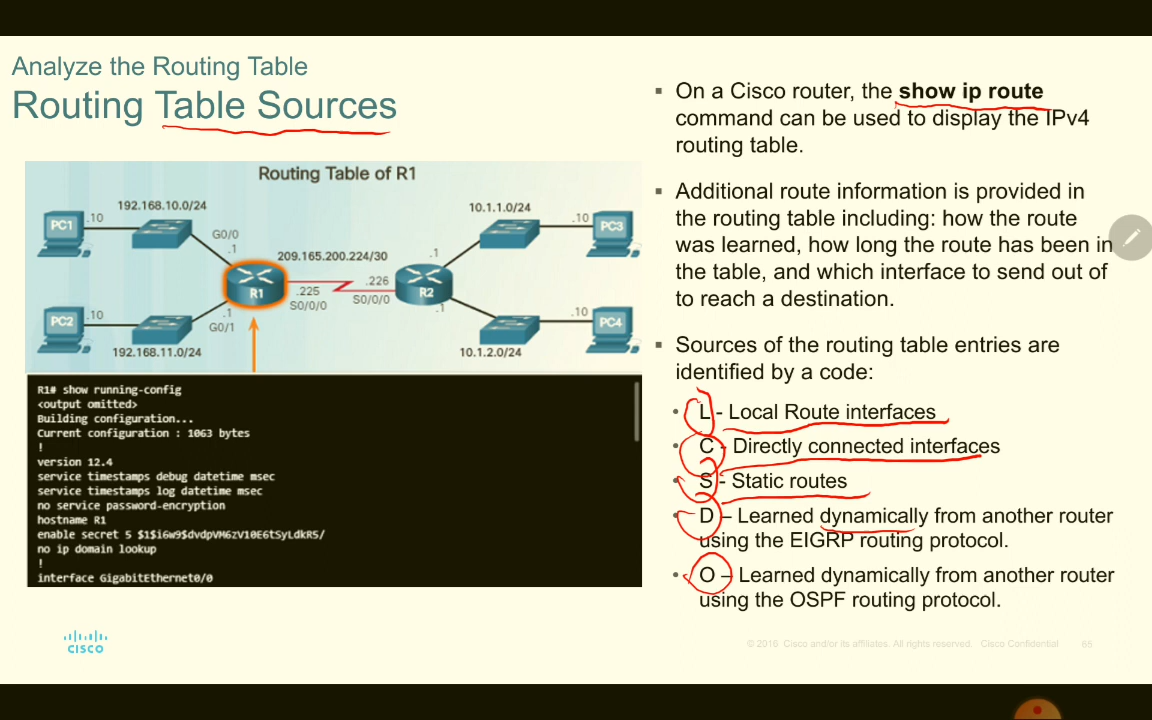 Analyze the Routing Table
Routing Table Sources
Routing Table of R1
192.168.10.0/24
10.1.1.0/24
PC1
.10
G0/0
.1
209.165.200.224/30
.1
.10
PC3
R1
.225
.226
R2
S0/0/0
S0/0/0
PC2
.10
.1
G0/1
.1
.10
PC4
192.168.11.0/24
10.1.2.0/24
R1# show running-config
<output omitted>
Building configuration...
Current configuration : 1063 bytes
!
version 12.4
service timestamps debug datetime msec
service timestamps log datetime msec
no service password-encryption
hostname R1
enable secret 5 $1$i6w9$dvdpVM6zV10E6tSyLdkR5/
no ip domain lookup
!
interface GigabitEthernet0/0
▪ On a Cisco router, the show ip route
command can be used to display the IPv4
routing table.
▪ Additional route information is provided in
the routing table including: how the route
was learned, how long the route has been in
the table, and which interface to send out of
to reach a destination.
▪ Sources of the routing table entries are
identified by a code:
• L - Local Route interfaces
• C - Directly connected interfaces
• S - Static routes
• D – Learned dynamically from another router
using the EIGRP routing protocol.
• O – Learned dynamically from another router
using the OSPF routing protocol.
CISCO
© 2016 Cisco and/or its affiliates. All rights reserved. Cisco Confidential 65